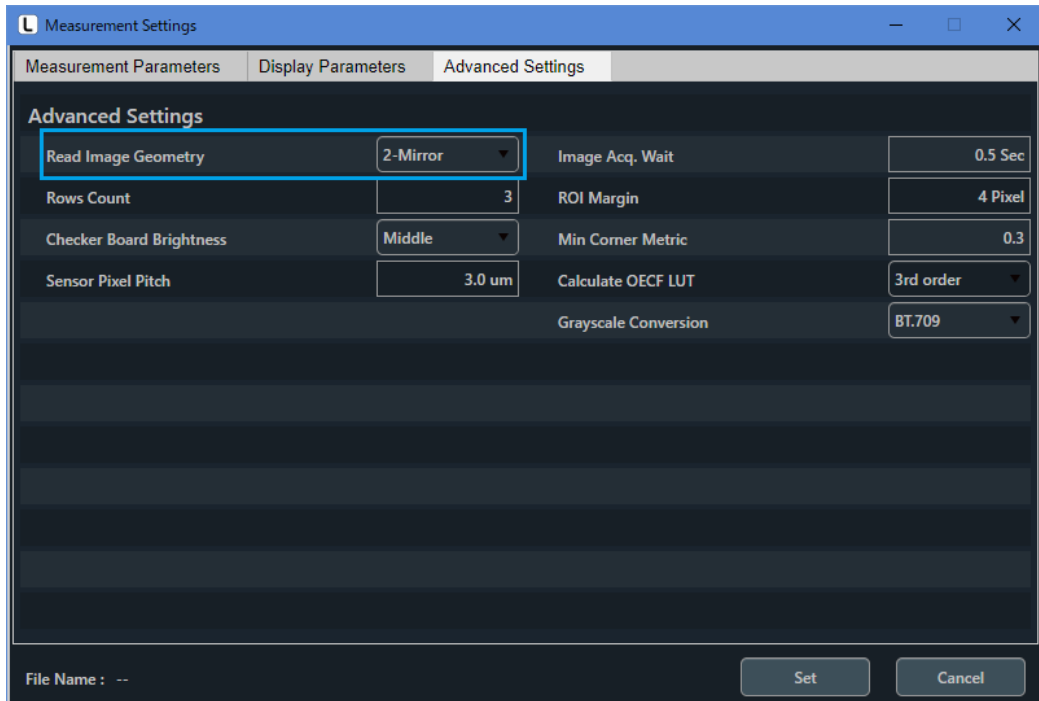 L Measurement Settings
Measurement Parameters Display Parameters Advanced Settings
Advanced Settings
Read Image Geometry 2-Mirror Image Acq. Wait 0.5 Sec
Rows Count 3 ROI Margin 4 Pixel
Checker Board Brightness Middle Min Corner Metric 0.3
Sensor Pixel Pitch 3.0 um Calculate OECF LUT 3rd order
Grayscale Conversion BT.709
File Name : -- Set Cancel